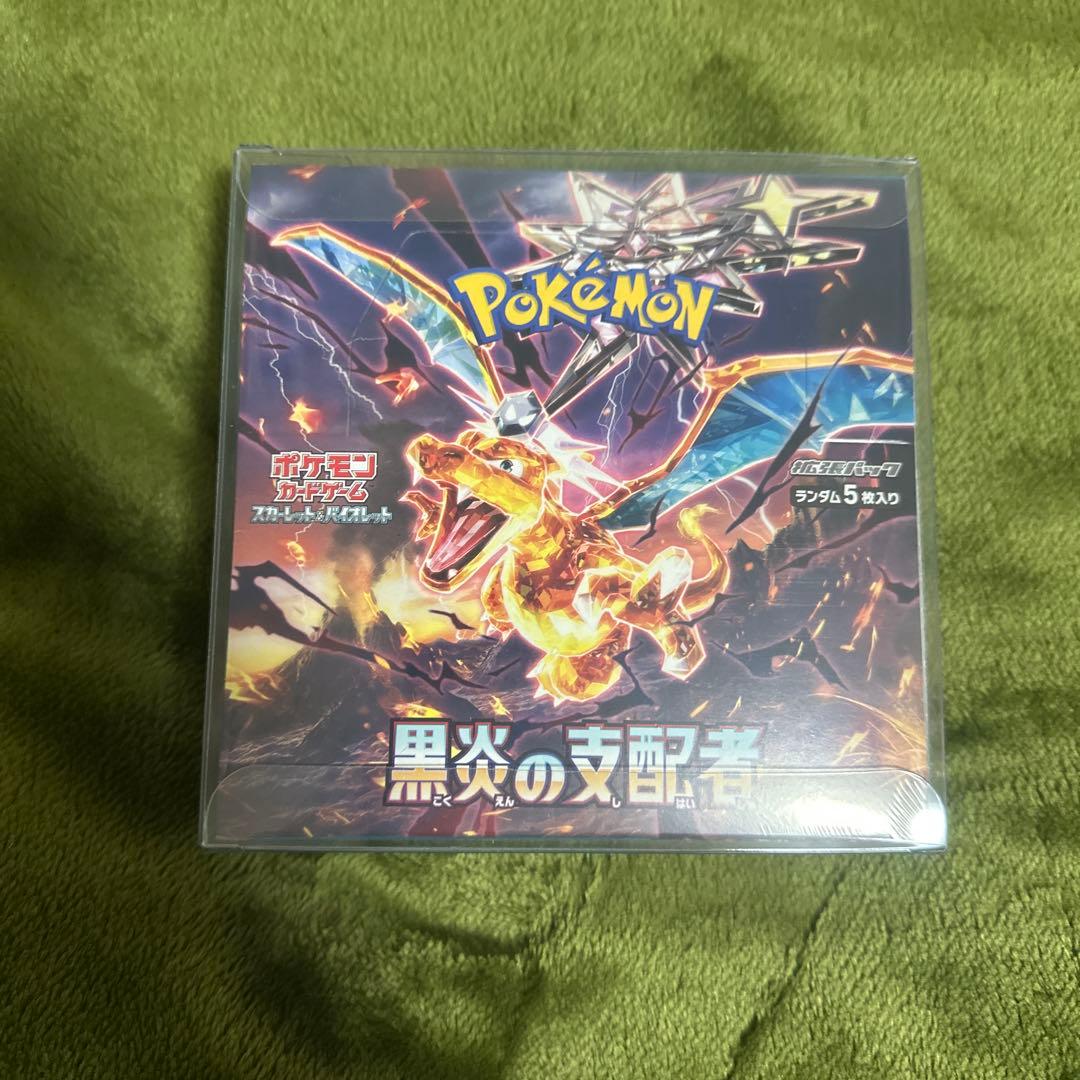 POKéMON
ポケモン
カードゲーム
スカーレット&バイオレット
拡張パック
ランダム5枚入り
黒炎の支配者
こく えん し はい